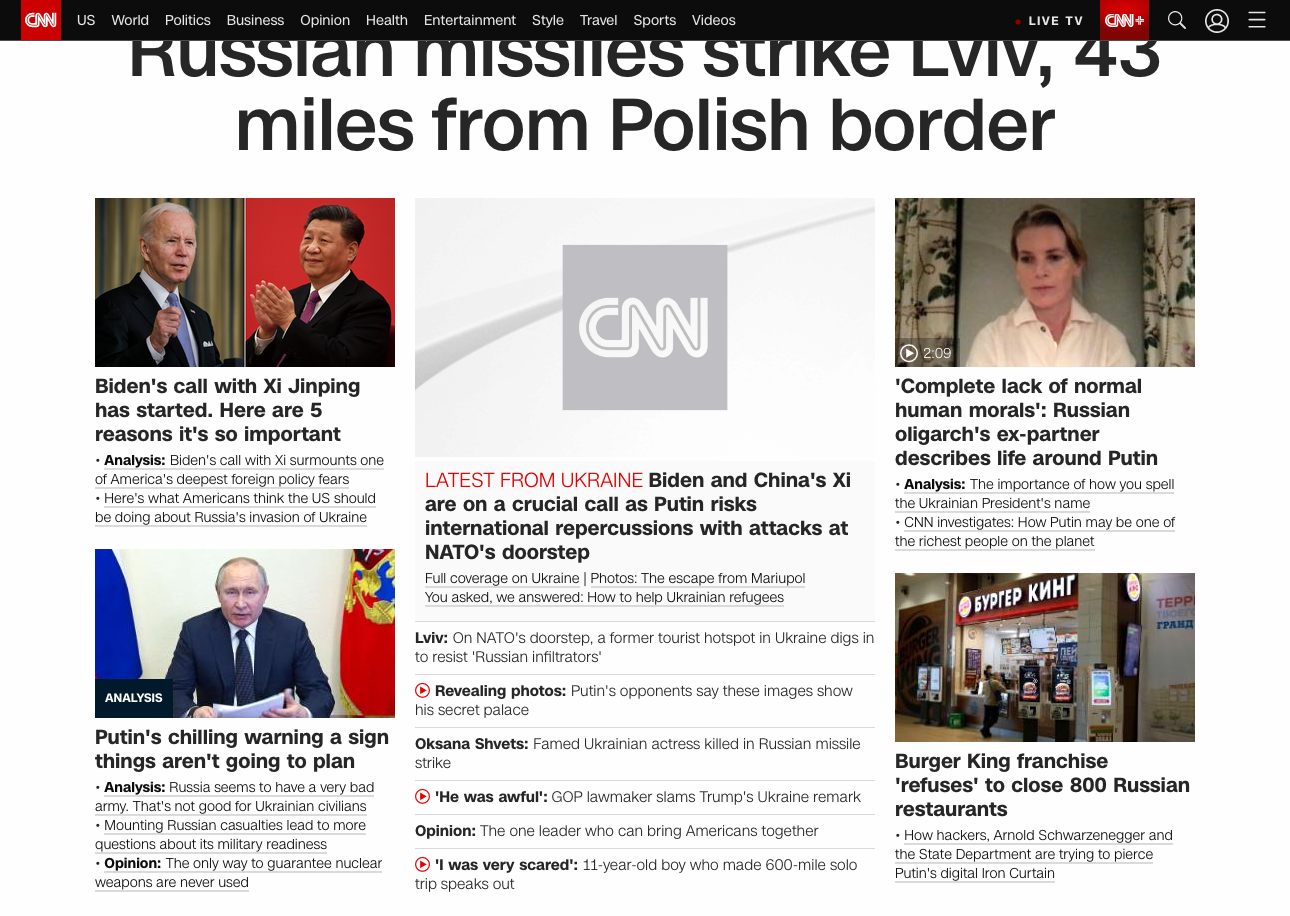 CNN
US World Politics Business Opinion Health Entertainment Style Travel Sports Videos
• LIVE TV
CNN+
Russian missiles strike Lviv, 43
miles from Polish border
Biden's call with Xi Jinping
has started. Here are 5
reasons it's so important
• Analysis: Biden's call with Xi surmounts one
of America's deepest foreign policy fears
• Here's what Americans think the US should
be doing about Russia's invasion of Ukraine
ANALYSIS
Putin's chilling warning a sign
things aren't going to plan
• Analysis: Russia seems to have a very bad
army. That's not good for Ukrainian civilians
• Mounting Russian casualties lead to more
questions about its military readiness
• Opinion: The only way to guarantee nuclear
weapons are never used
CNN
LATEST FROM UKRAINE Biden and China's Xi
are on a crucial call as Putin risks
international repercussions with attacks at
NATO's doorstep
Full coverage on Ukraine | Photos: The escape from Mariupol
You asked, we answered: How to help Ukrainian refugees
Lviv: On NATO's doorstep, a former tourist hotspot in Ukraine digs in
to resist 'Russian infiltrators'
Revealing photos: Putin's opponents say these images show
his secret palace
Oksana Shvets: Famed Ukrainian actress killed in Russian missile
strike
'He was awful': GOP lawmaker slams Trump's Ukraine remark
Opinion: The one leader who can bring Americans together
'I was very scared': 11-year-old boy who made 600-mile solo
trip speaks out
2:09
'Complete lack of normal
human morals': Russian
oligarch's ex-partner
describes life around Putin
• Analysis: The importance of how you spell
the Ukrainian President's name
• CNN investigates: How Putin may be one of
the richest people on the planet
БУРГЕР КИНГ
Burger King franchise
'refuses' to close 800 Russian
restaurants
• How hackers, Arnold Schwarzenegger and
the State Department are trying to pierce
Putin's digital Iron Curtain